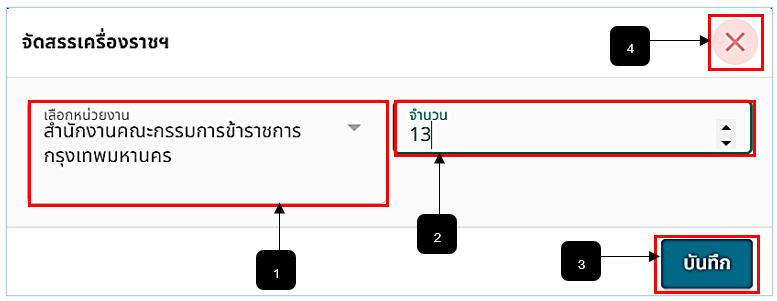 จัดสรรเครื่องราชฯ
4
เลือกหน่วยงาน
สำนักงานคณะกรรมการข้าราชการ
กรุงเทพมหานคร
จำนวน
13
1
2
3
บันทึก